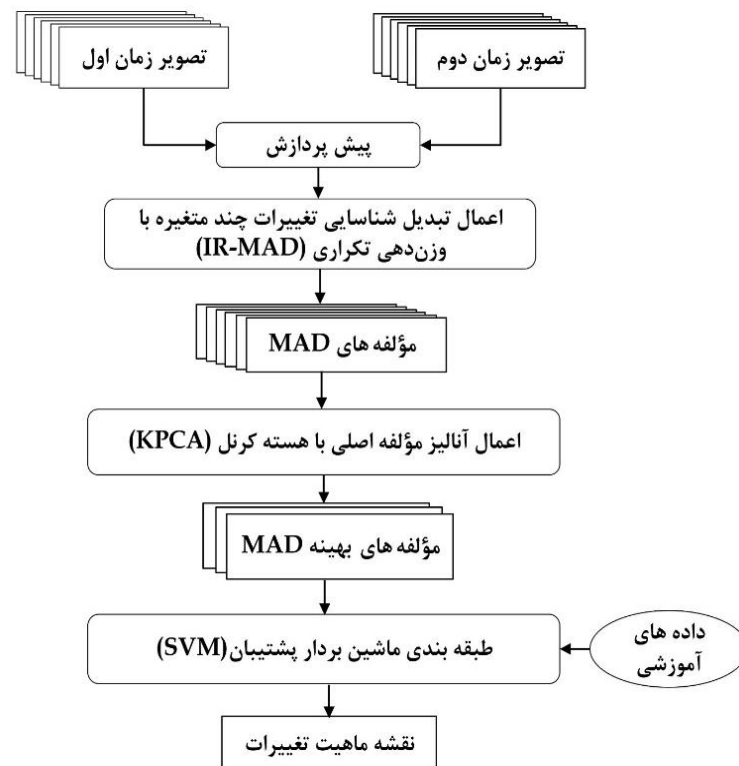 تصویر زمان اول
تصویر زمان دوم
پیش پردازش
اعمال تبدیل شناسایی تغییرات چند متغیره با
وزن‌دهی تکراری (IR-MAD)
مؤلفه های MAD
اعمال آنالیز مؤلفه اصلی با هسته کرنل (KPCA)
مؤلفه های بهینه MAD
طبقه بندی ماشین بردار پشتیبان(SVM)
داده های
آموزشی
نقشه ماهیت تغییرات